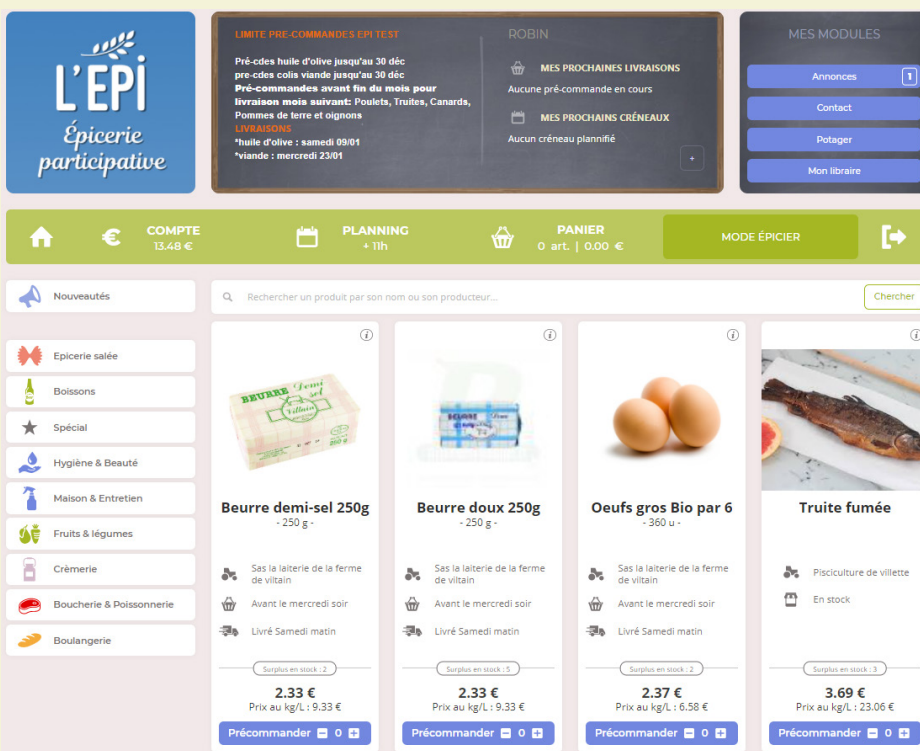 L'EPİ
Épicerie
participative
LIMITE PRE-COMMANDES EPI TEST
Pré-cdes huile d'olive jusqu'au 30 déc
pre-cdes colis viande jusqu'au 30 déc
Pré-commandes avant fin du mois pour
livraison mois suivant: Poulets, Truites, Canards,
Pommes de terre et oignons
LIVRAISONS
*huile d'olive : samedi 09/01
*viande : mercredi 23/01
ROBIN
MES PROCHAINES LIVRAISONS
Aucune pré-commande en cours
MES PROCHAINS CRÉNEAUX
Aucun créneau plannifié
+
MES MODULES
Annonces 1
Contact
Potager
Mon libraire
COMPTE
13.48 €
PLANNING
+ 11h
PANIER
0 art. | 0.00 €
MODE ÉPICIER
Nouveautés
Epicerie salée
Boissons
Spécial
Hygiène & Beauté
Maison & Entretien
Fruits & légumes
Crèmerie
Boucherie & Poissonnerie
Boulangerie
Rechercher un produit par son nom ou son producteur...
Chercher
BEURRE Demi
sel
Villain
250 g
Beurre demi-sel 250g
- 250 g -
Sas la laiterie de la ferme
de viltain
Avant le mercredi soir
Livré Samedi matin
Surplus en stock : 2
2.33 €
Prix au kg/L : 9.33 €
Précommander - 0 +
BEURRE Doux
Beurre doux 250g
- 250 g -
Sas la laiterie de la ferme
de viltain
Avant le mercredi soir
Livré Samedi matin
Surplus en stock : 5
2.33 €
Prix au kg/L : 9.33 €
Précommander - 0 +
Oeufs gros Bio par 6
- 360 u -
Sas la laiterie de la ferme
de viltain
Avant le mercredi soir
Livré Samedi matin
Surplus en stock : 2
2.37 €
Prix au kg/L : 6.58 €
Précommander - 0 +
Truite fumée
Pisciculture de villette
En stock
Surplus en stock : 3
3.69 €
Prix au kg/L : 23.06 €
Précommander - 0 +